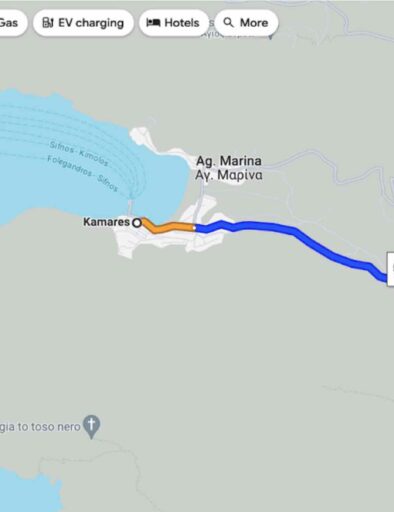 Gas
EV charging
Hotels
More
Sifnos - Kimolos
Folegandros - Sifnos
Ag. Marina
Αγ. Μαρίνα
Kamares
gia to toso nero